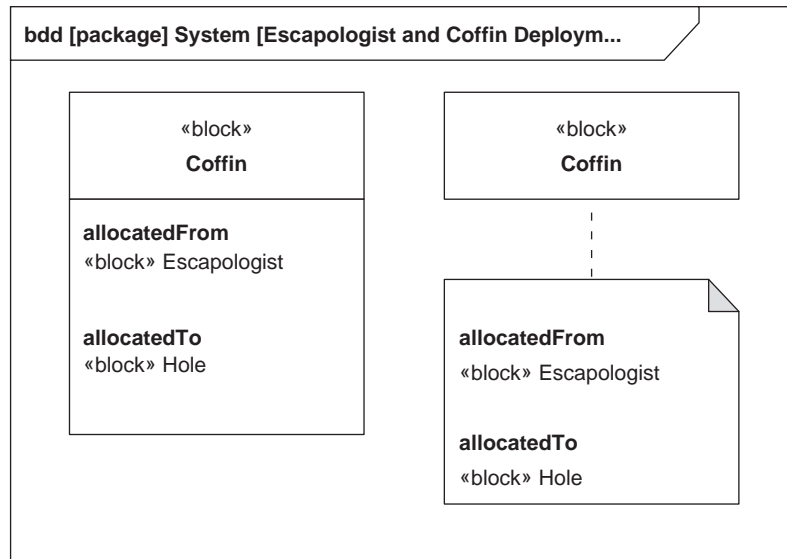 bdd [package] System [Escapologist and Coffin Deploym...
«block»
Coffin
allocatedFrom
«block» Escapologist
allocatedTo
«block» Hole
«block»
Coffin
allocatedFrom
«block» Escapologist
allocatedTo
«block» Hole